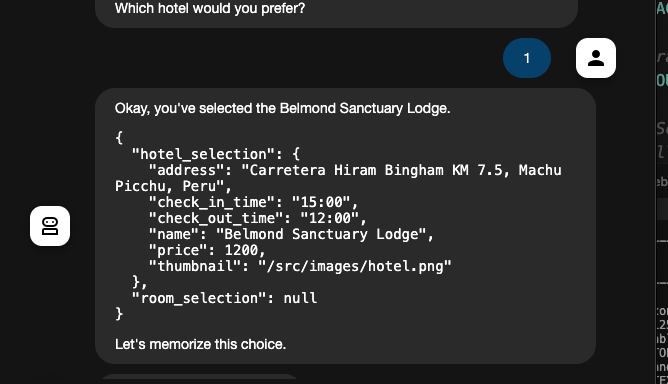 Which hotel would you prefer?
1
Okay, you've selected the Belmond Sanctuary Lodge.
{
  "hotel_selection": {
    "address": "Carretera Hiram Bingham KM 7.5, Machu
Picchu, Peru",
    "check_in_time": "15:00",
    "check_out_time": "12:00",
    "name": "Belmond Sanctuary Lodge",
    "price": 1200,
    "thumbnail": "/src/images/hotel.png"
  },
  "room_selection": null
}
Let's memorize this choice.